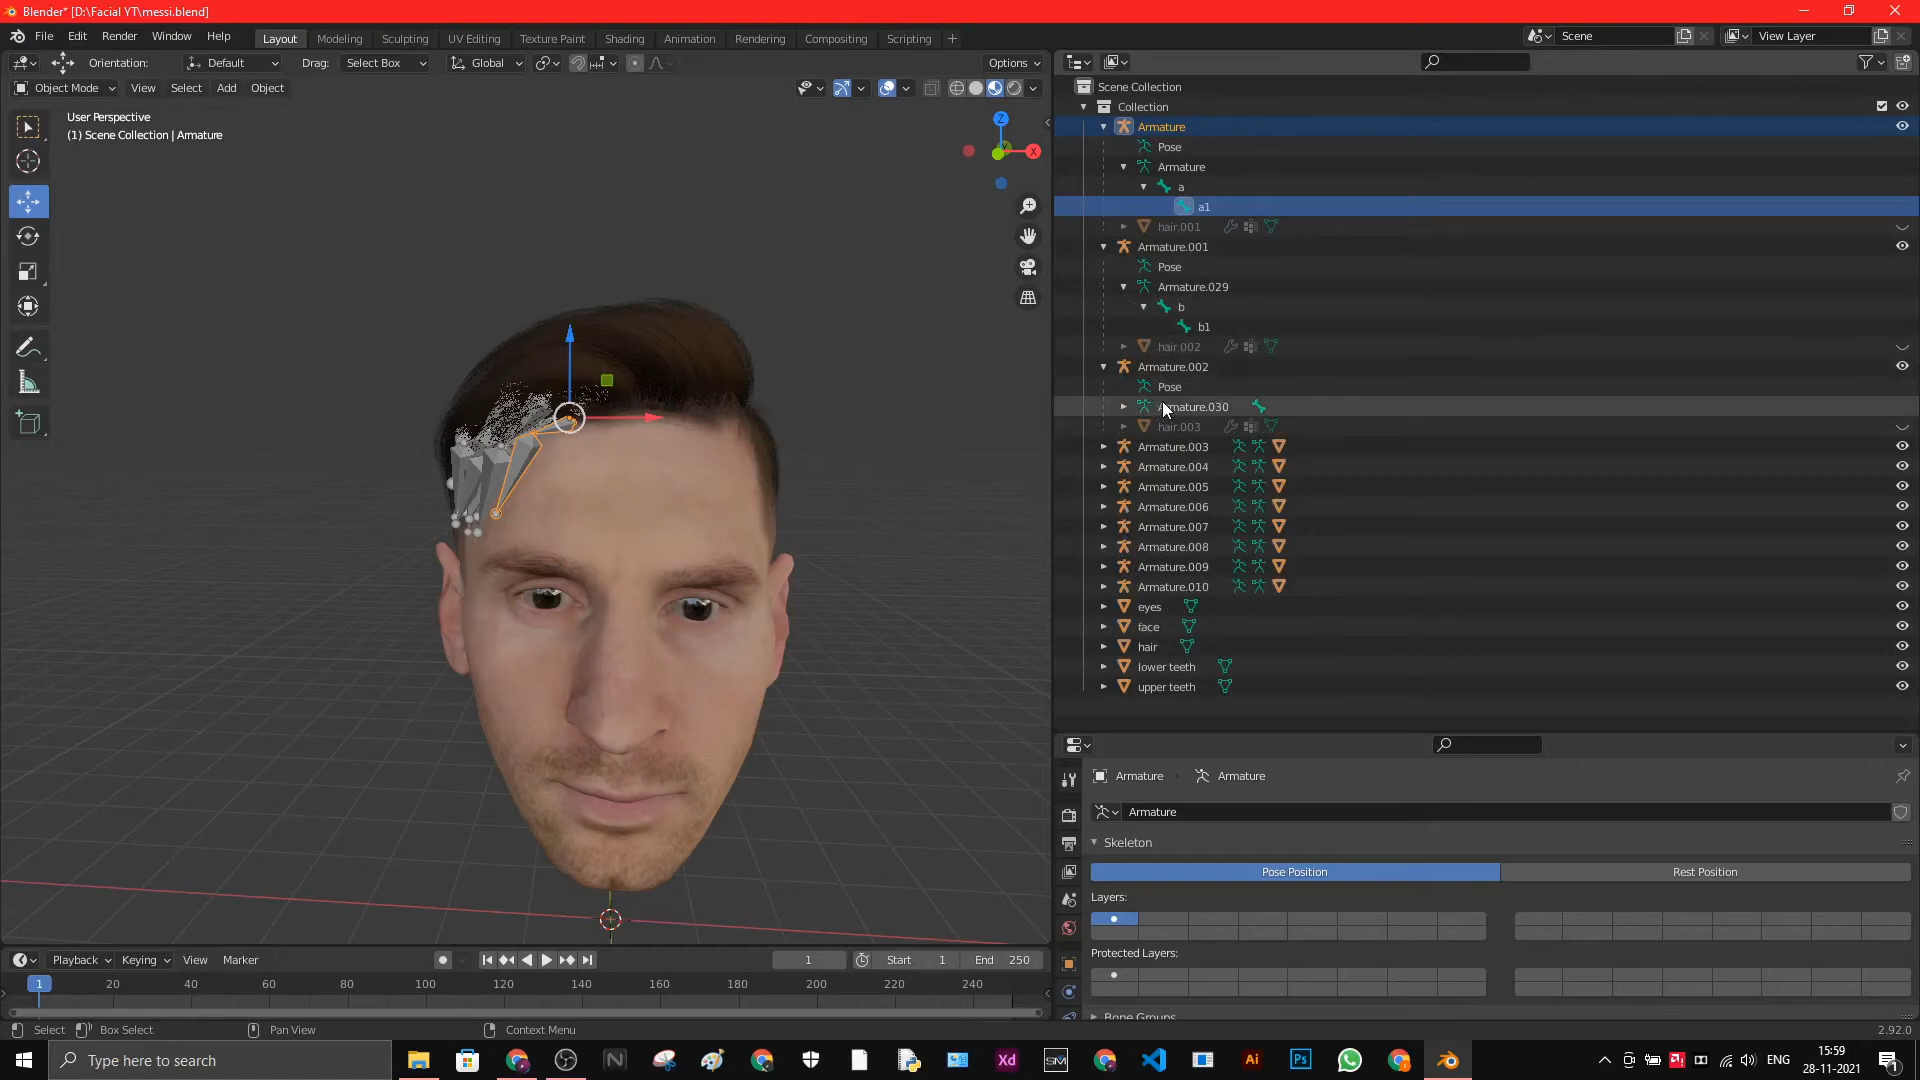 Blender* [D:\Facial YT\messi.blend]
File Edit Render Window Help
Layout Modeling Sculpting UV Editing Texture Paint Shading Animation Rendering Compositing Scripting +
Scene
View Layer
Orientation: Default Drag: Select Box Global Options
Object Mode View Select Add Object
User Perspective
(1) Scene Collection | Armature
Z
X
Scene Collection
Collection
Armature
Pose
Armature
a
a1
hair.001
Armature.001
Pose
Armature.029
b
b1
hair.002
Armature.002
Pose
Armature.030
hair.003
Armature.003
Armature.004
Armature.005
Armature.006
Armature.007
Armature.008
Armature.009
Armature.010
eyes
face
hair
lower teeth
upper teeth
Armature Armature
Armature
Skeleton
Pose Position Rest Position
Layers:
Protected Layers:
Bone Groups
Playback Keying View Marker 1 Start 1 End 250
1 20 40 60 80 100 120 140 160 180 200 220 240
Select Box Select Pan View Context Menu 2.92.0
Type here to search
Xd
SM
Ai
Ps
ENG
15:59
28-11-2021
1